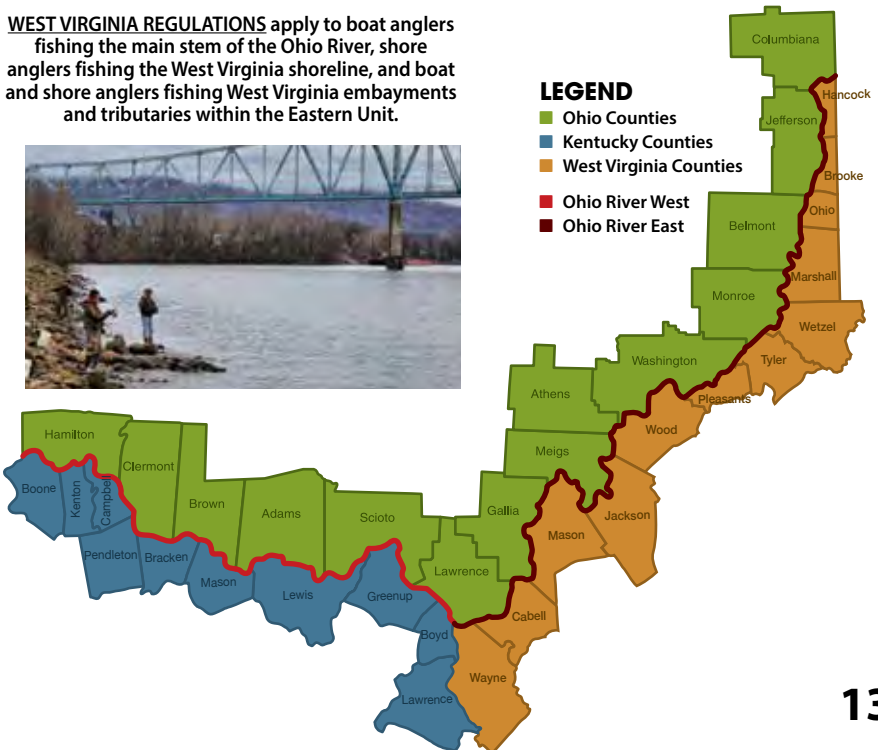 WEST VIRGINIA REGULATIONS apply to boat anglers
fishing the main stem of the Ohio River, shore
anglers fishing the West Virginia shoreline, and boat
and shore anglers fishing West Virginia embayments
and tributaries within the Eastern Unit.
LEGEND
Ohio Counties
Kentucky Counties
West Virginia Counties
Ohio River West
Ohio River East
Columbiana
Hancock
Jefferson
Brooke
Ohio
Belmont
Marshall
Monroe
Wetzel
Washington
Tyler
Athens
Pleasants
Wood
Meigs
Hamilton
Clermont
Boone
Kenton
Campbell
Brown
Adams
Scioto
Gallia
Jackson
Mason
Lawrence
Pendleton
Bracken
Mason
Lewis
Greenup
Cabell
Boyd
Wayne
Lawrence
13